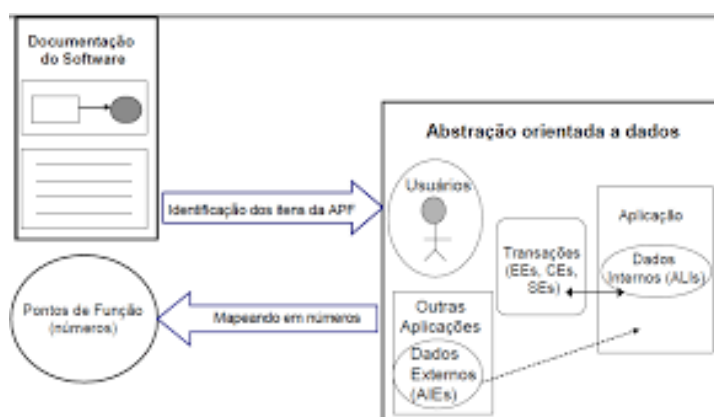 Documentação
do Software
Identificação dos itens da APF
Abstração orientada a dados
Usuários
Transações
(EEs, CEs,
SEs)
Aplicação
Dados
Internos (ALIs)
Outras
Aplicações
Dados
Externos
(AIEs)
Mapeando em números
Pontos de Função
(números)